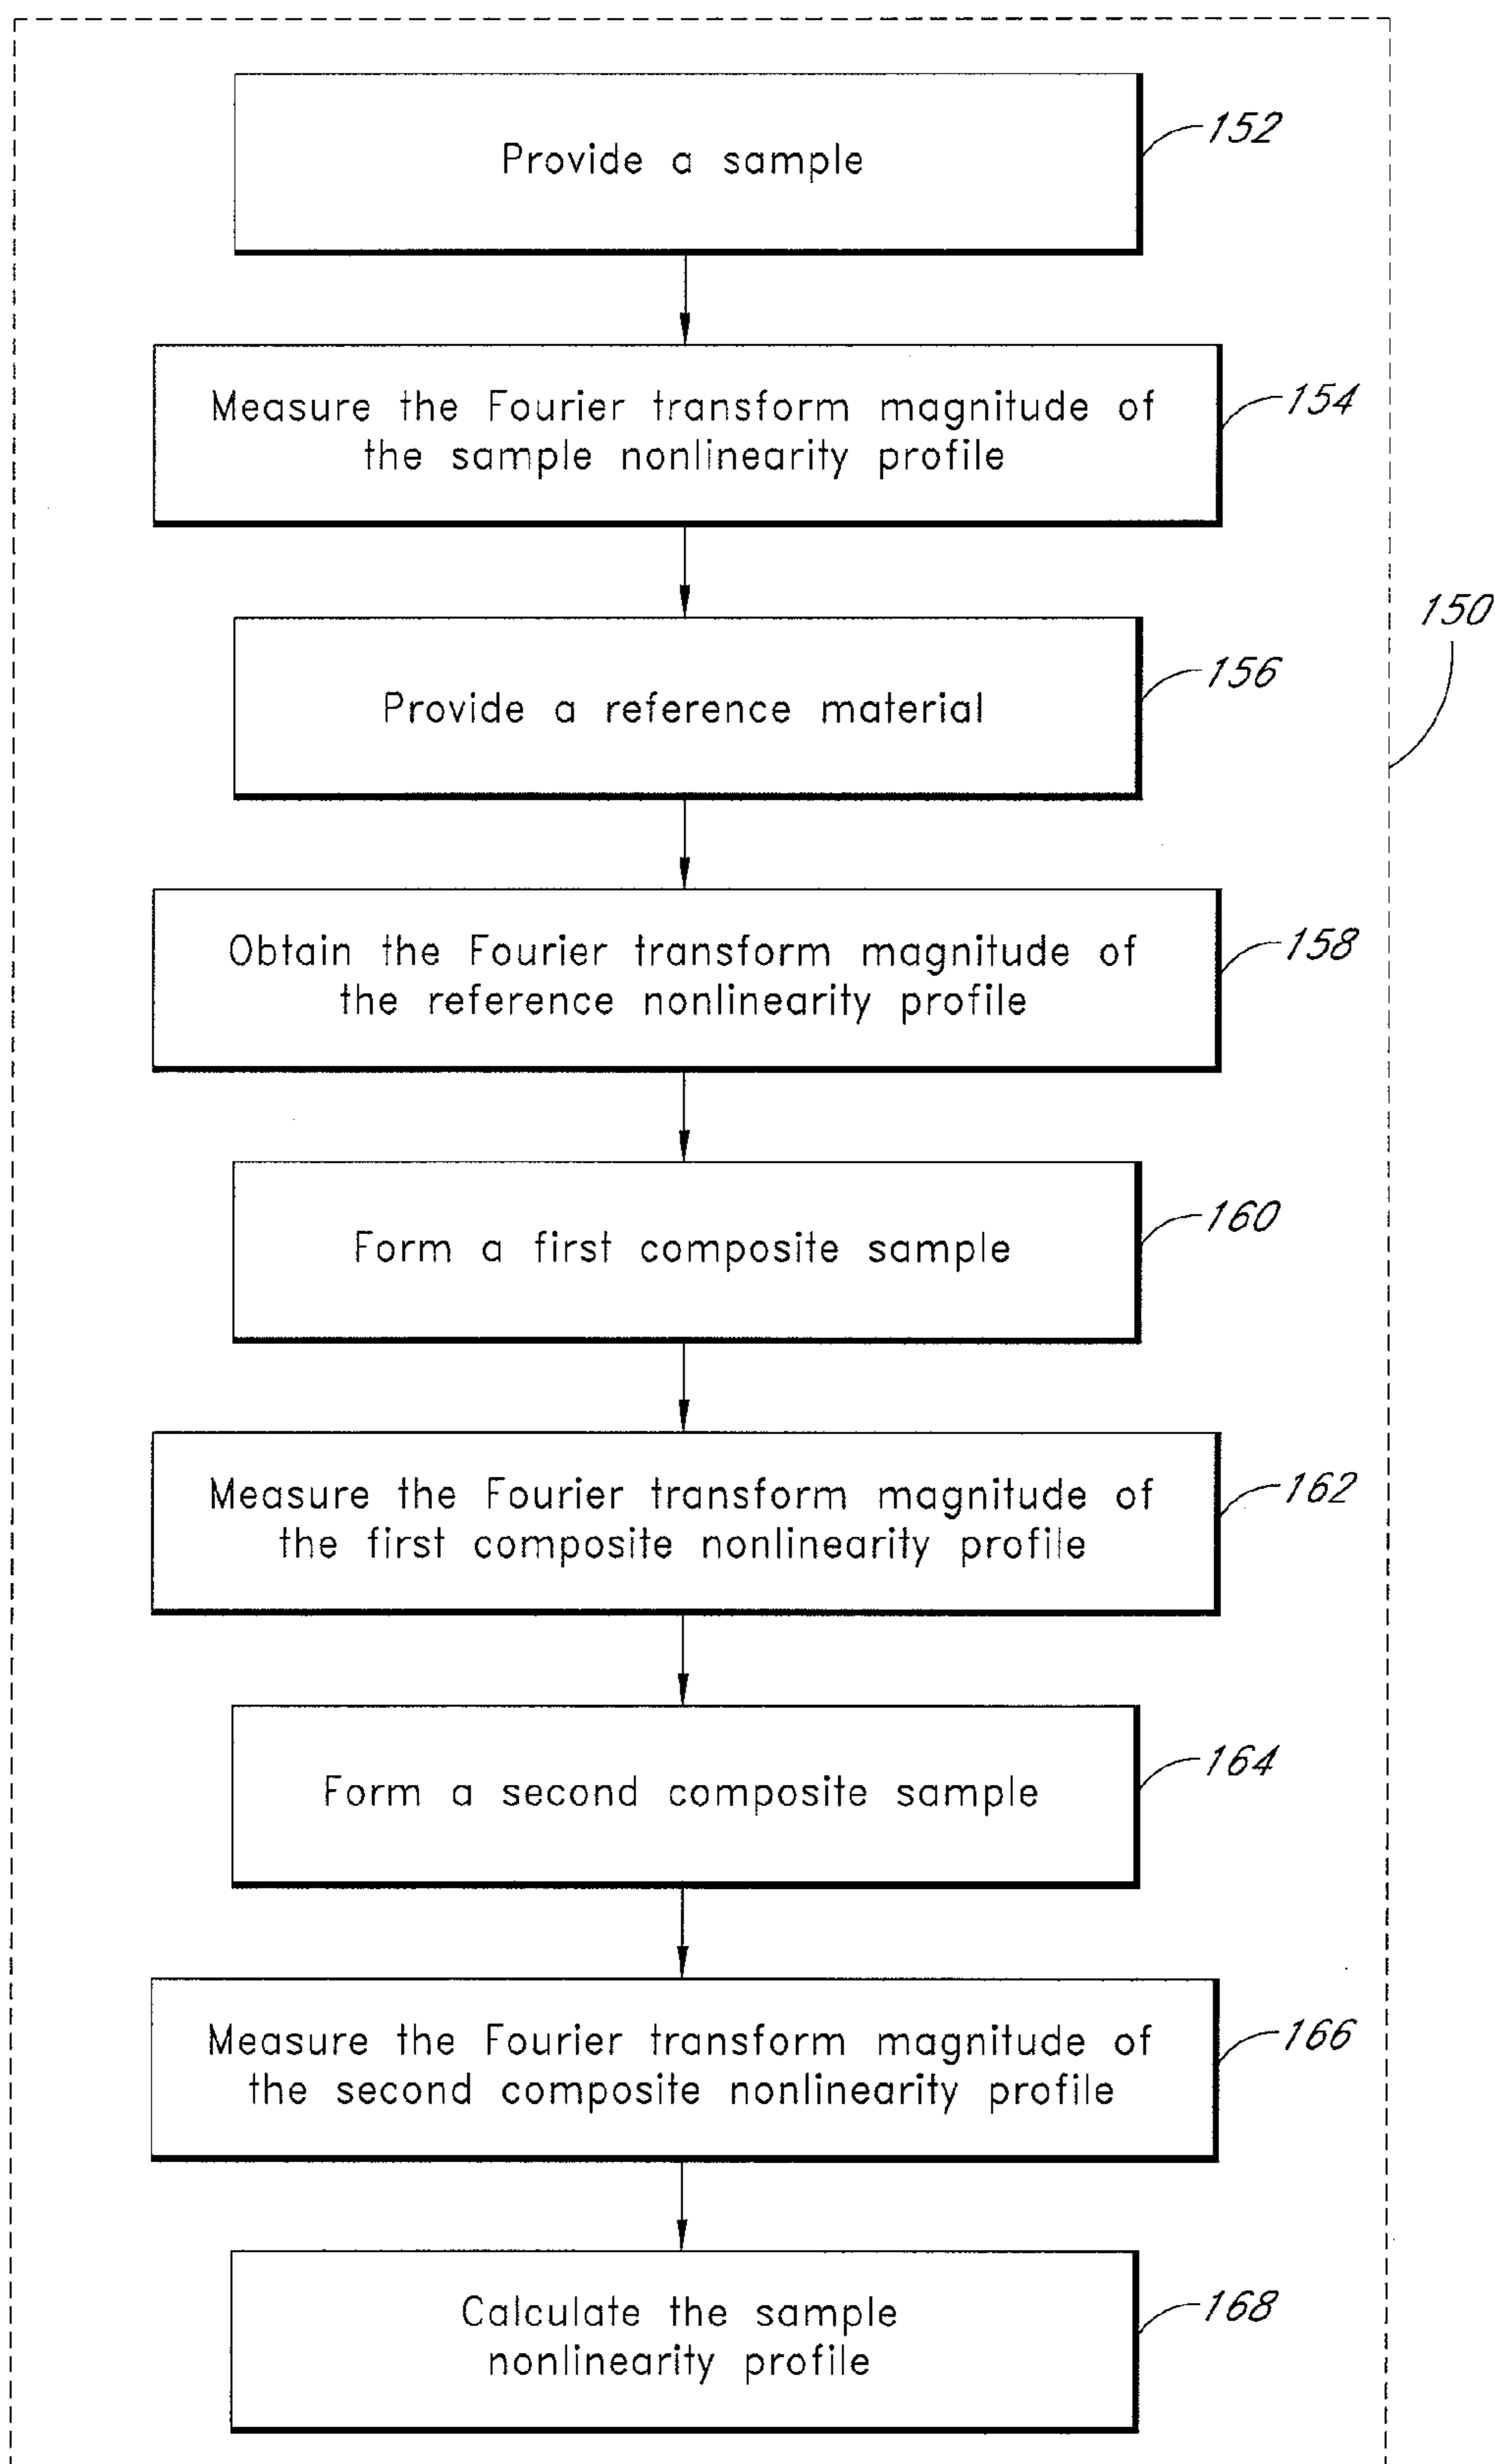 Provide a sample
152
Measure the Fourier transform magnitude of
the sample nonlinearity profile
154
150
Provide a reference material
156
Obtain the Fourier transform magnitude of
the reference nonlinearity profile
158
Form a first composite sample
160
Measure the Fourier transform magnitude of
the first composite nonlinearity profile
162
Form a second composite sample
164
Measure the Fourier transform magnitude of
the second composite nonlinearity profile
166
Calculate the sample
nonlinearity profile
168